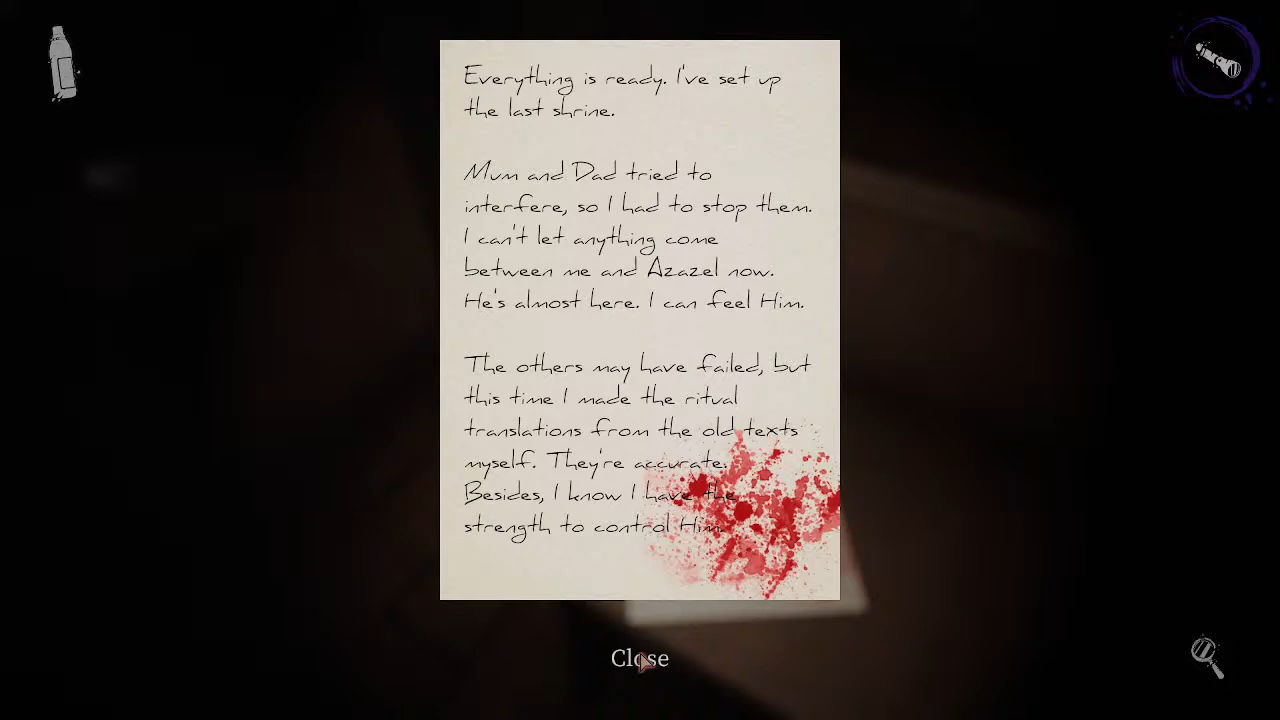 Everything is ready. I've set up
the last shrine.
Mum and Dad tried to
interfere, so I had to stop them.
I can't let anything come
between me and Azazel now.
He's almost here. I can feel Him.
The others may have failed, but
this time I made the ritual
translations from the old texts
myself. They're accurate.
Besides, I know I have the
strength to control Him.
Close